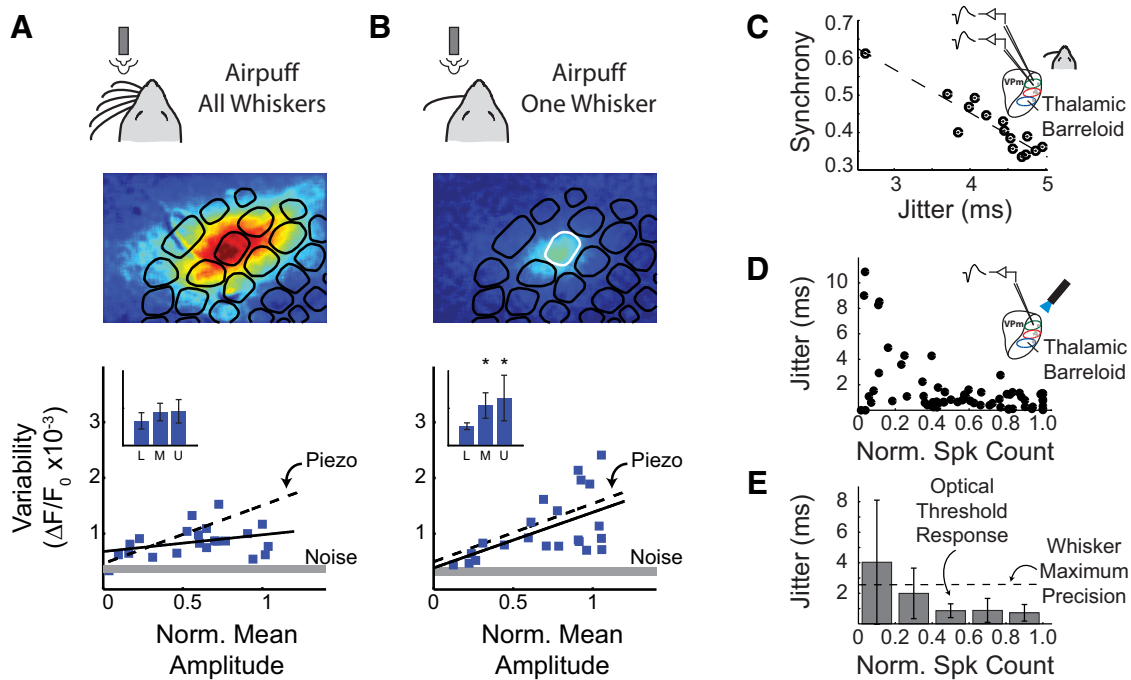 A
Airpuff
All Whiskers
Variability
(ΔF/F0 x10-3)
3
2
1
L M U
Piezo
Noise
0 0.5 1
Norm. Mean
Amplitude
B
Airpuff
One Whisker
3
2
1
* *
L M U
Piezo
Noise
0 0.5 1
Norm. Mean
Amplitude
C
Synchrony
0.7
0.6
0.5
0.4
0.3
VPm
Thalamic
Barreloid
3 4 5
Jitter (ms)
D
Jitter (ms)
10
8
6
4
2
VPm
Thalamic
Barreloid
0 0.2 0.4 0.6 0.8 1.0
Norm. Spk Count
E
Jitter (ms)
8
6
4
2
Optical
Threshold
Response
Whisker
Maximum
Precision
0 0.2 0.4 0.6 0.8 1.0
Norm. Spk Count